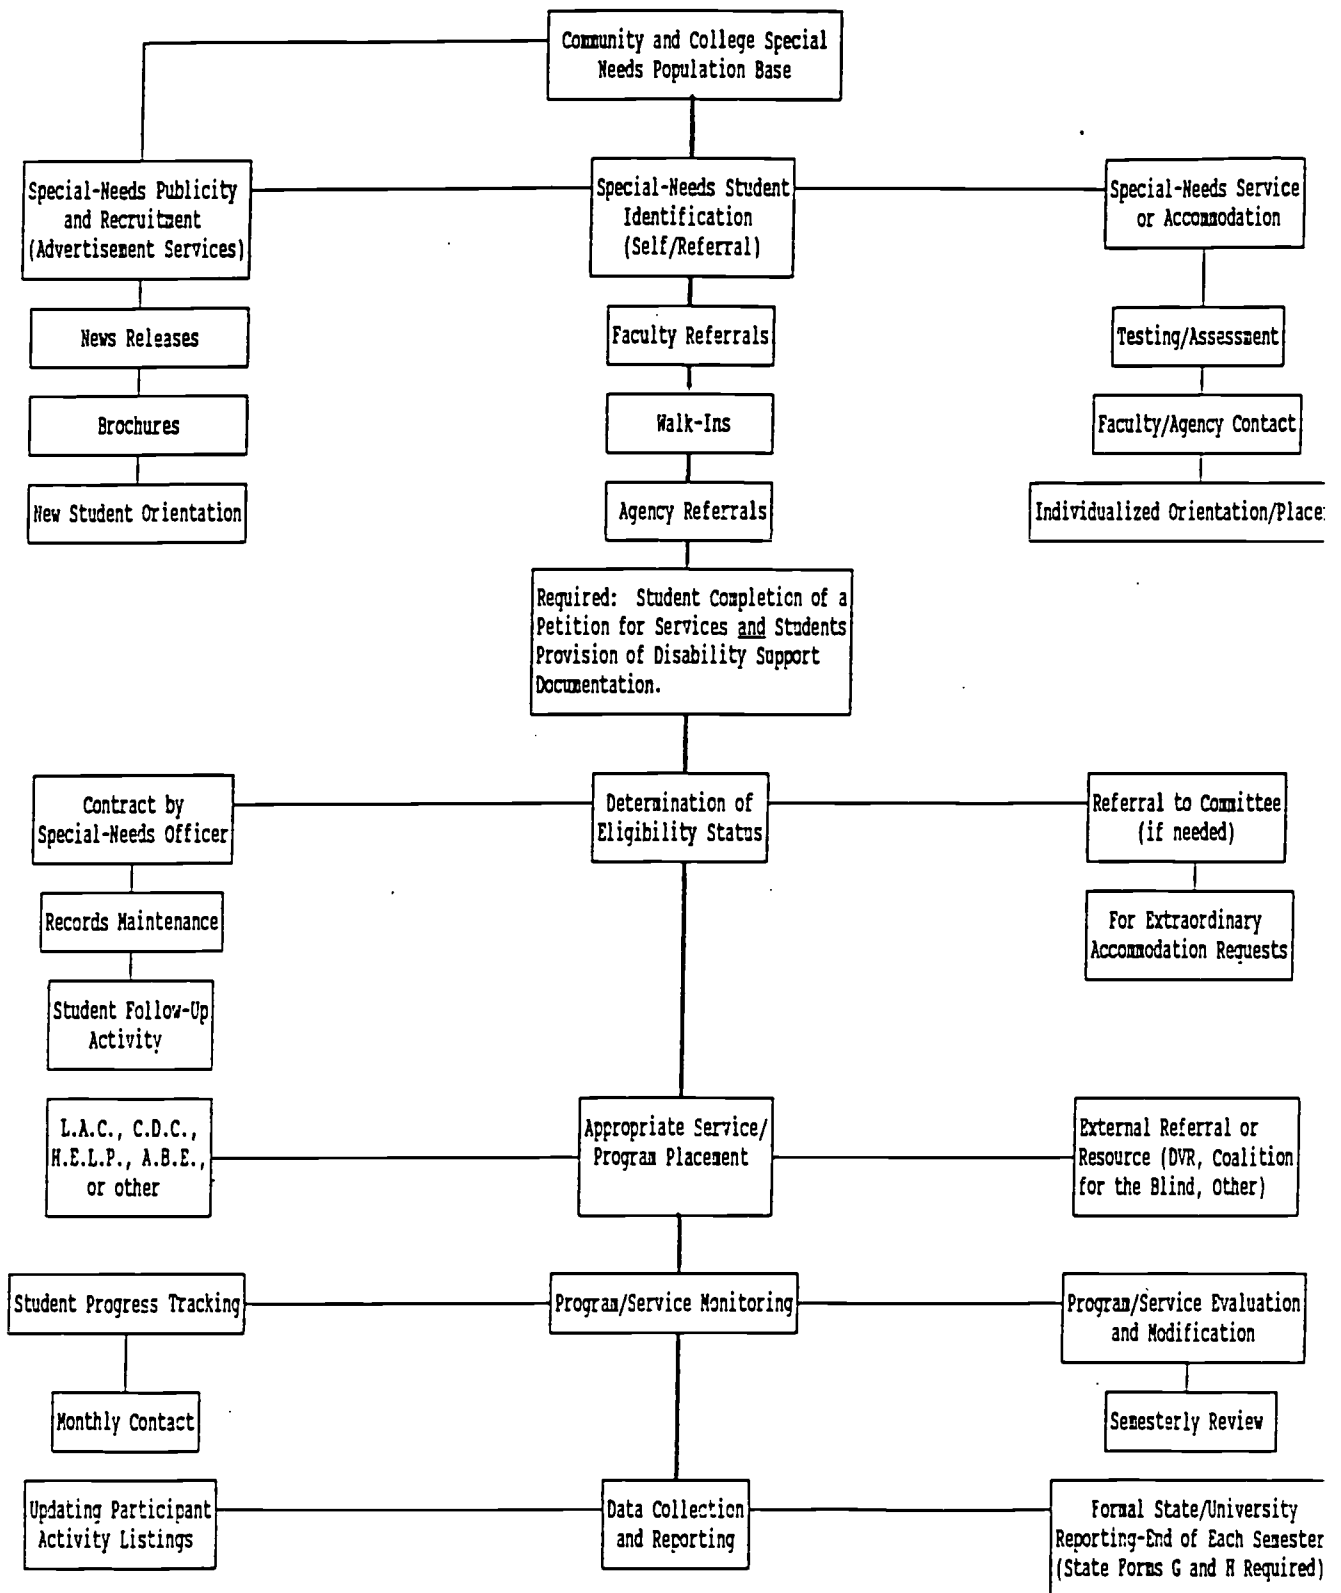 Community and College Special
Needs Population Base
Special-Needs Publicity
and Recruitment
(Advertisement Services)
Special-Needs Student
Identification
(Self/Referral)
Special-Needs Service
or Accommodation
News Releases
Faculty Referrals
Testing/Assessment
Brochures
Walk-Ins
Faculty/Agency Contact
New Student Orientation
Agency Referrals
Individualized Orientation/Place
Required: Student Completion of a
Petition for Services and Students
Provision of Disability Support
Documentation.
Contract by
Special-Needs Officer
Determination of
Eligibility Status
Referral to Committee
(if needed)
Records Maintenance
For Extraordinary
Accommodation Requests
Student Follow-Up
Activity
L.A.C., C.D.C.,
H.E.L.P., A.B.E.,
or other
Appropriate Service/
Program Placement
External Referral or
Resource (DVR, Coalition
for the Blind, Other)
Student Progress Tracking
Program/Service Monitoring
Program/Service Evaluation
and Modification
Monthly Contact
Semesterly Review
Updating Participant
Activity Listings
Data Collection
and Reporting
Formal State/University
Reporting-End of Each Semester
(State Forms G and H Required)